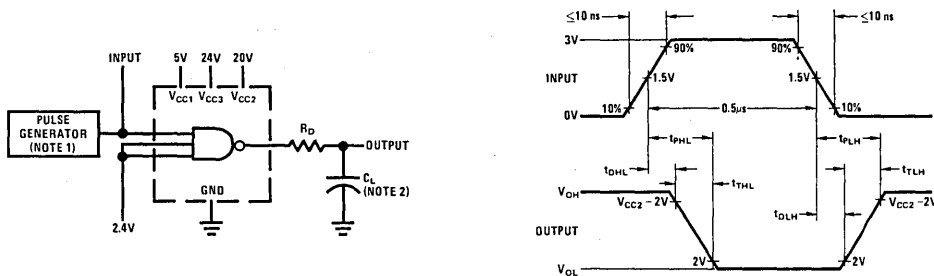 INPUT
5V 24V 20V
VCC1 VCC3 VCC2
PULSE
GENERATOR
(NOTE 1)
RD
OUTPUT
CL
(NOTE 2)
GND
2.4V
≤10 ns ≤10 ns
3V
90% 90%
INPUT
1.5V 1.5V
10% 0.5µs 10%
0V
tPHL tPLH
tDHL tTLH
tTHL
VOH
VCC2 – 2V VCC2 – 2V
tDLH
OUTPUT
2V 2V
VOL